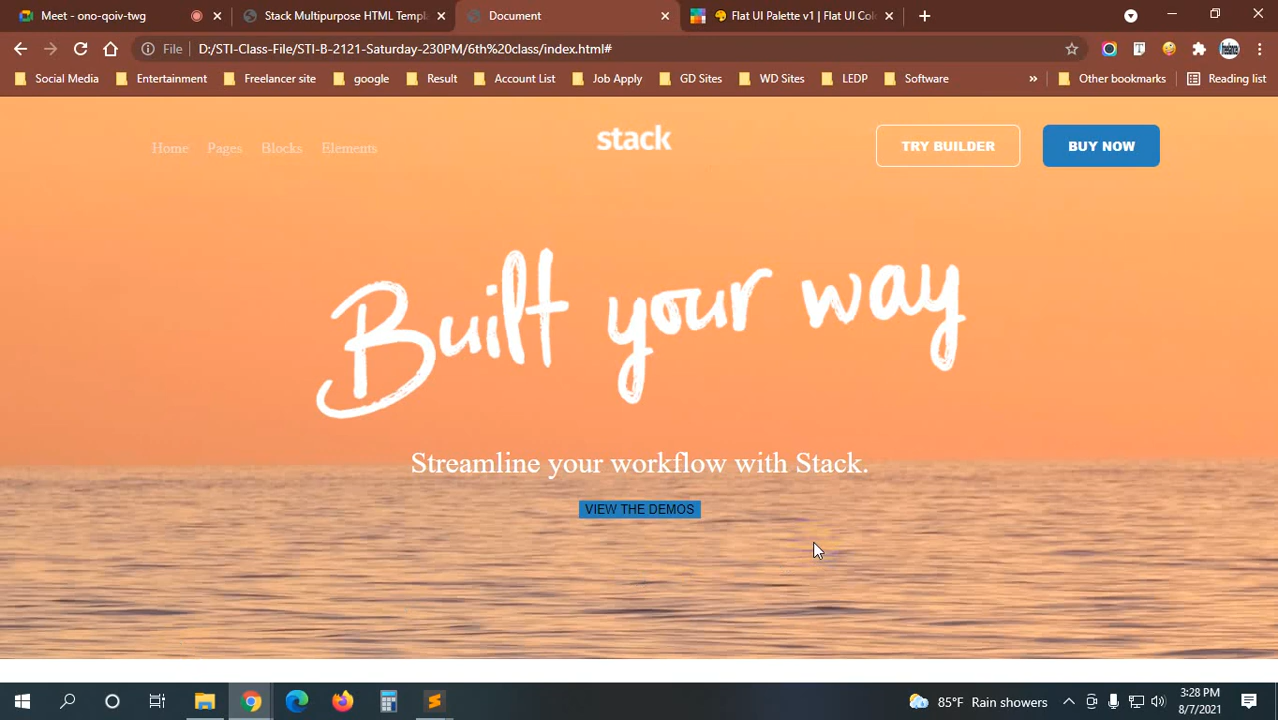 Meet - ono-qoiv-twg
Stack Multipurpose HTML Templ
Document
Flat UI Palette v1 | Flat UI Col
File
D:/STI-Class-File/STI-B-2121-Saturday-230PM/6th%20class/index.html#
Social Media
Entertainment
Freelancer site
google
Result
Account List
Job Apply
GD Sites
WD Sites
LEDP
Software
»
Other bookmarks
Reading list
Home
Pages
Blocks
Elements
stack
TRY BUILDER
BUY NOW
Built your way
Streamline your workflow with Stack.
VIEW THE DEMOS
85°F Rain showers
3:28 PM
8/7/2021